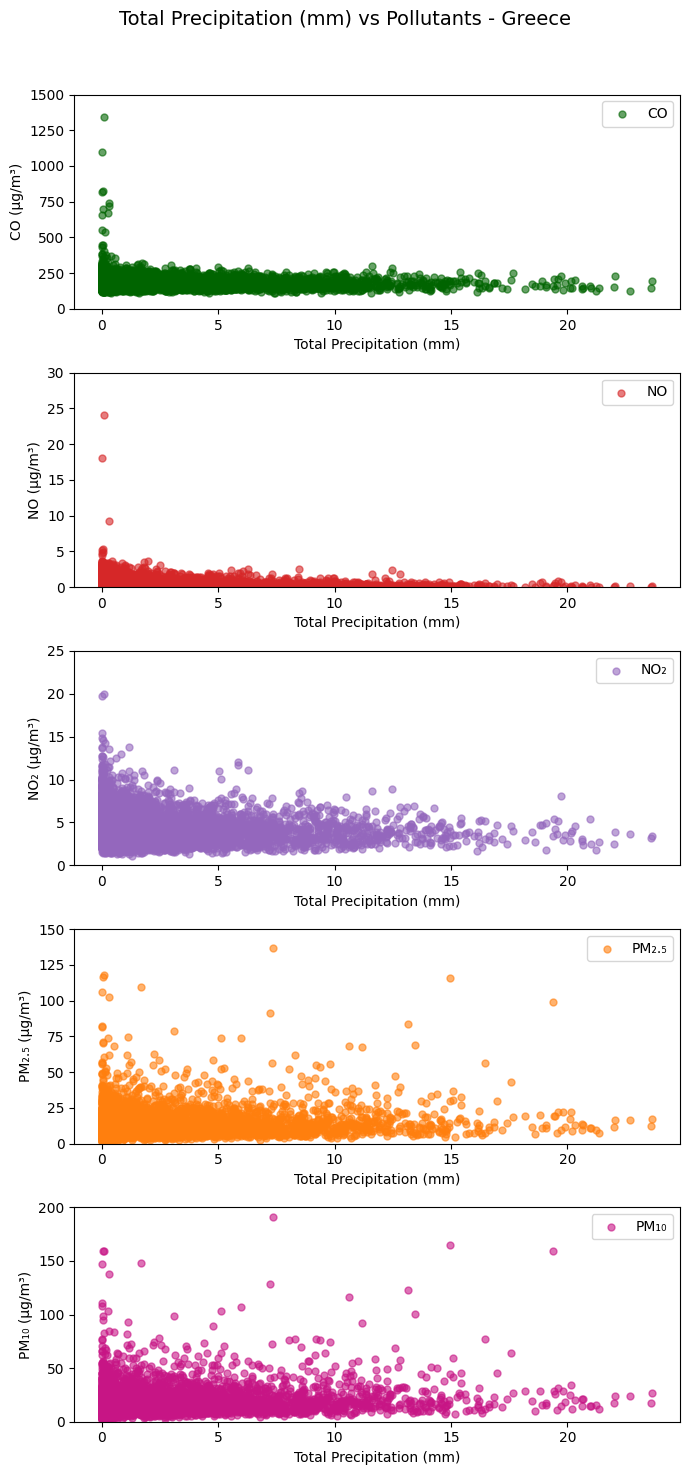 Total Precipitation (mm) vs Pollutants - Greece
1500
1250
1000
750
500
250
0
CO (µg/m³)
CO
0 5 10 15 20
Total Precipitation (mm)
30
25
20
15
10
5
0
NO (µg/m³)
NO
0 5 10 15 20
Total Precipitation (mm)
25
20
15
10
5
0
NO₂ (µg/m³)
NO₂
0 5 10 15 20
Total Precipitation (mm)
150
125
100
75
50
25
0
PM₂.₅ (µg/m³)
PM₂.₅
0 5 10 15 20
Total Precipitation (mm)
200
150
100
50
0
PM₁₀ (µg/m³)
PM₁₀
0 5 10 15 20
Total Precipitation (mm)